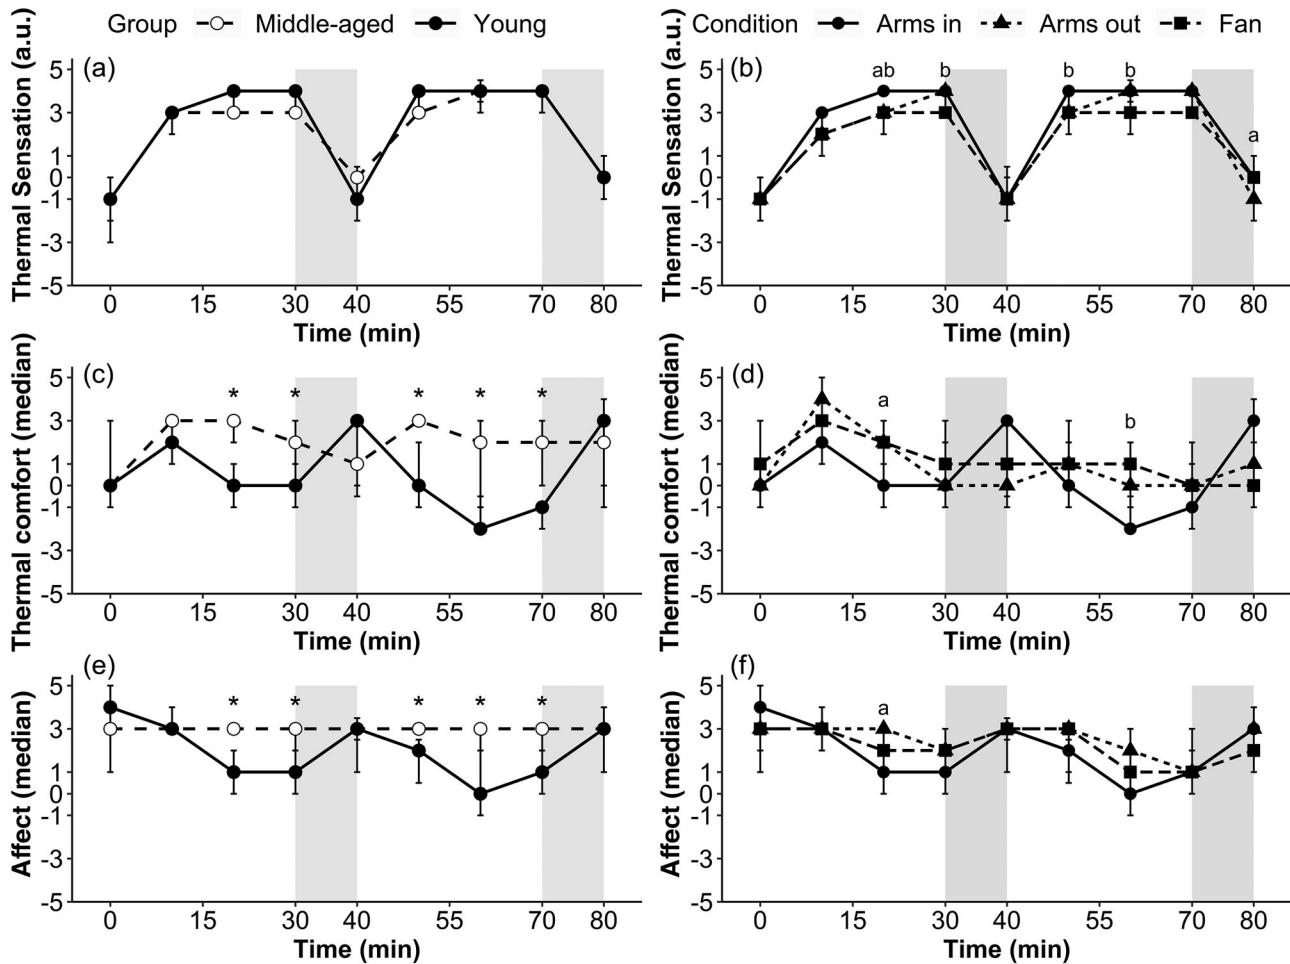 Group Middle-aged Young
Condition Arms in Arms out Fan
(a)
Thermal Sensation (a.u.)
5
3
1
0
-1
-3
-5
0 15 30 40 55 70 80
Time (min)
(b)
Thermal Sensation (a.u.)
ab b b b a
5
3
1
0
-1
-3
-5
0 15 30 40 55 70 80
Time (min)
(c)
Thermal comfort (median)
* * * * *
5
3
1
0
-1
-3
-5
0 15 30 40 55 70 80
Time (min)
(d)
Thermal comfort (median)
a b
5
3
1
0
-1
-3
-5
0 15 30 40 55 70 80
Time (min)
(e)
Affect (median)
* * * * *
5
3
1
0
-1
-3
-5
0 15 30 40 55 70 80
Time (min)
(f)
Affect (median)
a
5
3
1
0
-1
-3
-5
0 15 30 40 55 70 80
Time (min)